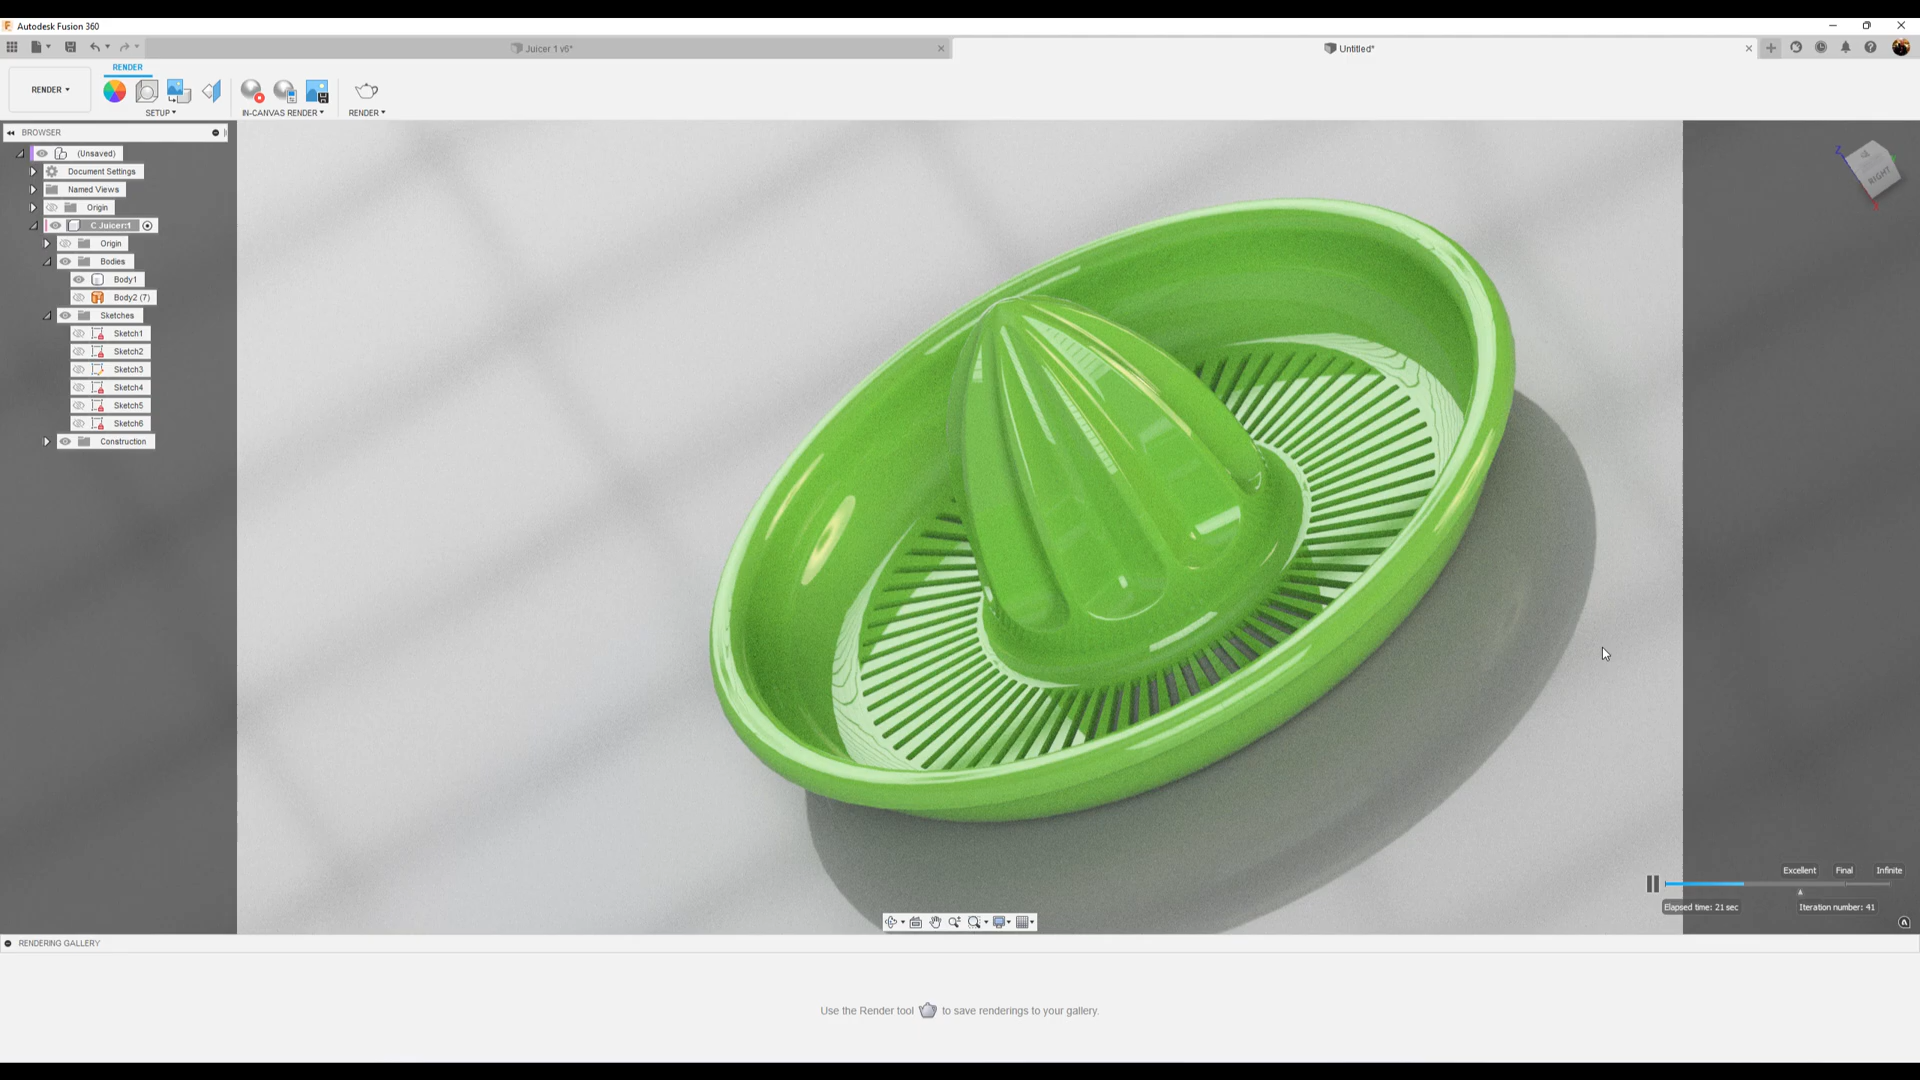 Autodesk Fusion 360
Juicer 1 v6*
Untitled*
RENDER
RENDER
SETUP
IN-CANVAS RENDER
RENDER
BROWSER
(Unsaved)
Document Settings
Named Views
Origin
C Juicer:1
Origin
Bodies
Body1
Body2 (7)
Sketches
Sketch1
Sketch2
Sketch3
Sketch4
Sketch5
Sketch6
Construction
Z
RIGHT
X
Excellent
Final
Infinite
Elapsed time: 21 sec
Iteration number: 41
RENDERING GALLERY
Use the Render tool to save renderings to your gallery.